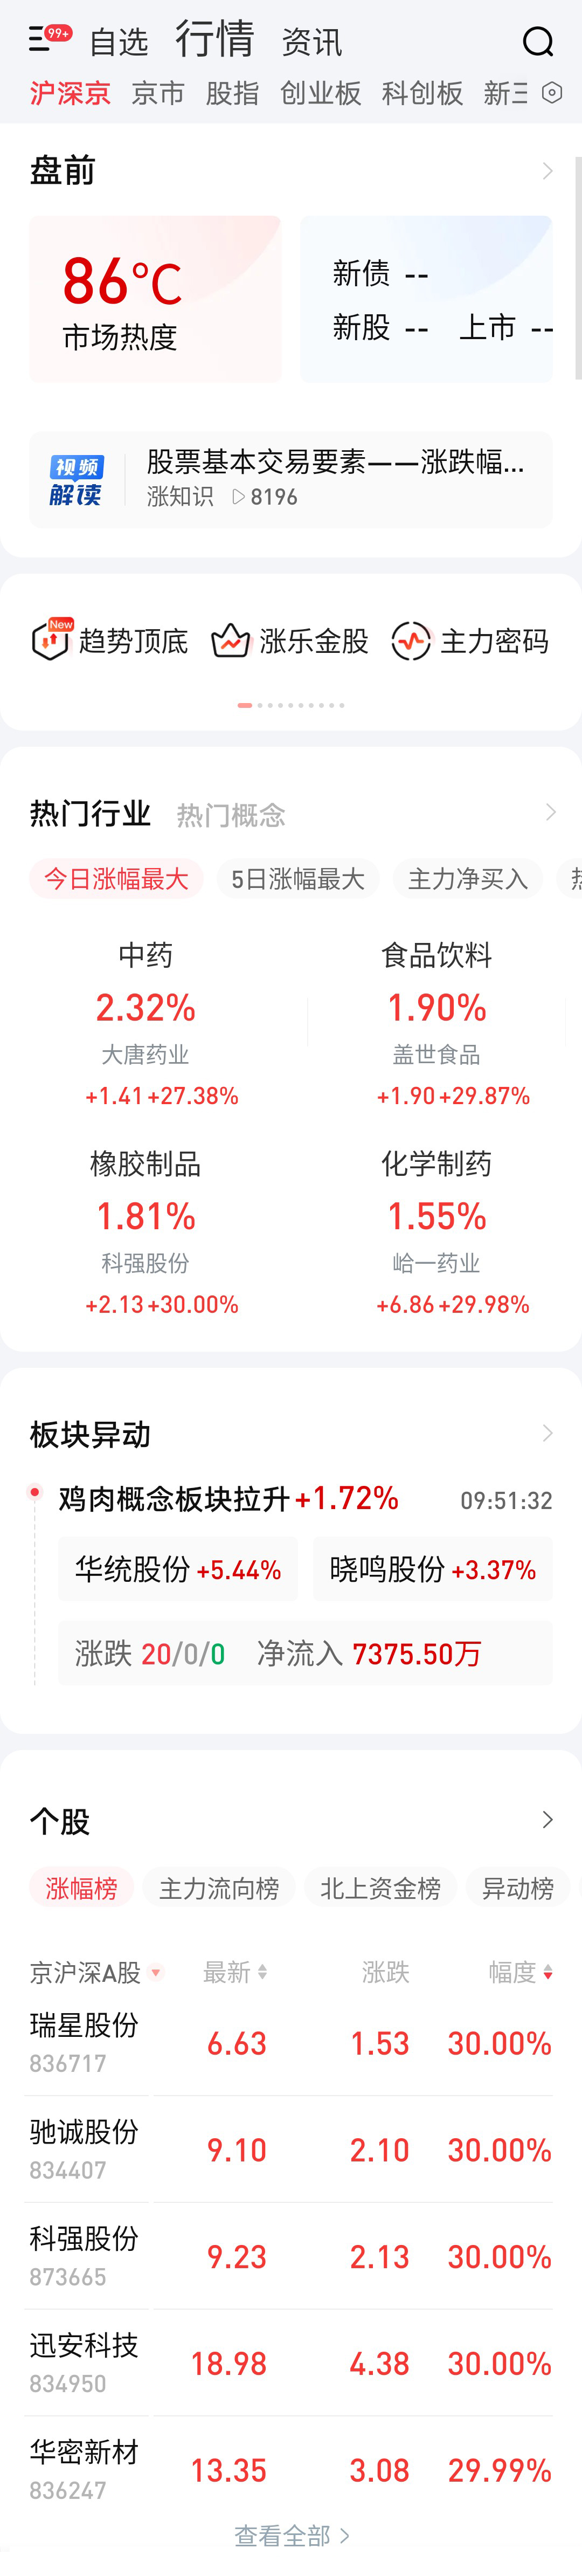 99+ 自选 行情 资讯
沪深京 京市 股指 创业板 科创板 新三
盘前
86°C
市场热度
新债 --
新股 -- 上市 --
视频
解读
股票基本交易要素——涨跌幅...
涨知识 8196
New
趋势顶底 涨乐金股 主力密码
热门行业 热门概念
今日涨幅最大 5日涨幅最大 主力净买入
中药 食品饮料
2.32% 1.90%
大唐药业 盖世食品
+1.41 +27.38% +1.90 +29.87%
橡胶制品 化学制药
1.81% 1.55%
科强股份 峆一药业
+2.13 +30.00% +6.86 +29.98%
板块异动
鸡肉概念板块拉升+1.72% 09:51:32
华统股份 +5.44% 晓鸣股份 +3.37%
涨跌 20/0/0 净流入 7375.50万
个股
涨幅榜 主力流向榜 北上资金榜 异动榜
京沪深A股 最新 涨跌 幅度
瑞星股份 6.63 1.53 30.00%
836717
驰诚股份 9.10 2.10 30.00%
834407
科强股份 9.23 2.13 30.00%
873665
迅安科技 18.98 4.38 30.00%
834950
华密新材 13.35 3.08 29.99%
836247
查看全部